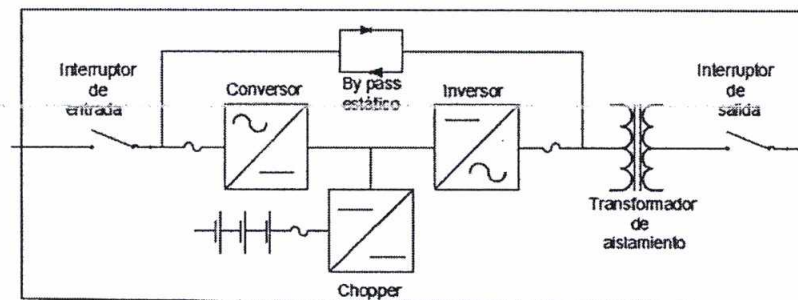 Interruptor
de
entrada
Conversor
By pass
estático
Inversor
Interruptor
de
salida
Transformador
de
aislamiento
Chopper